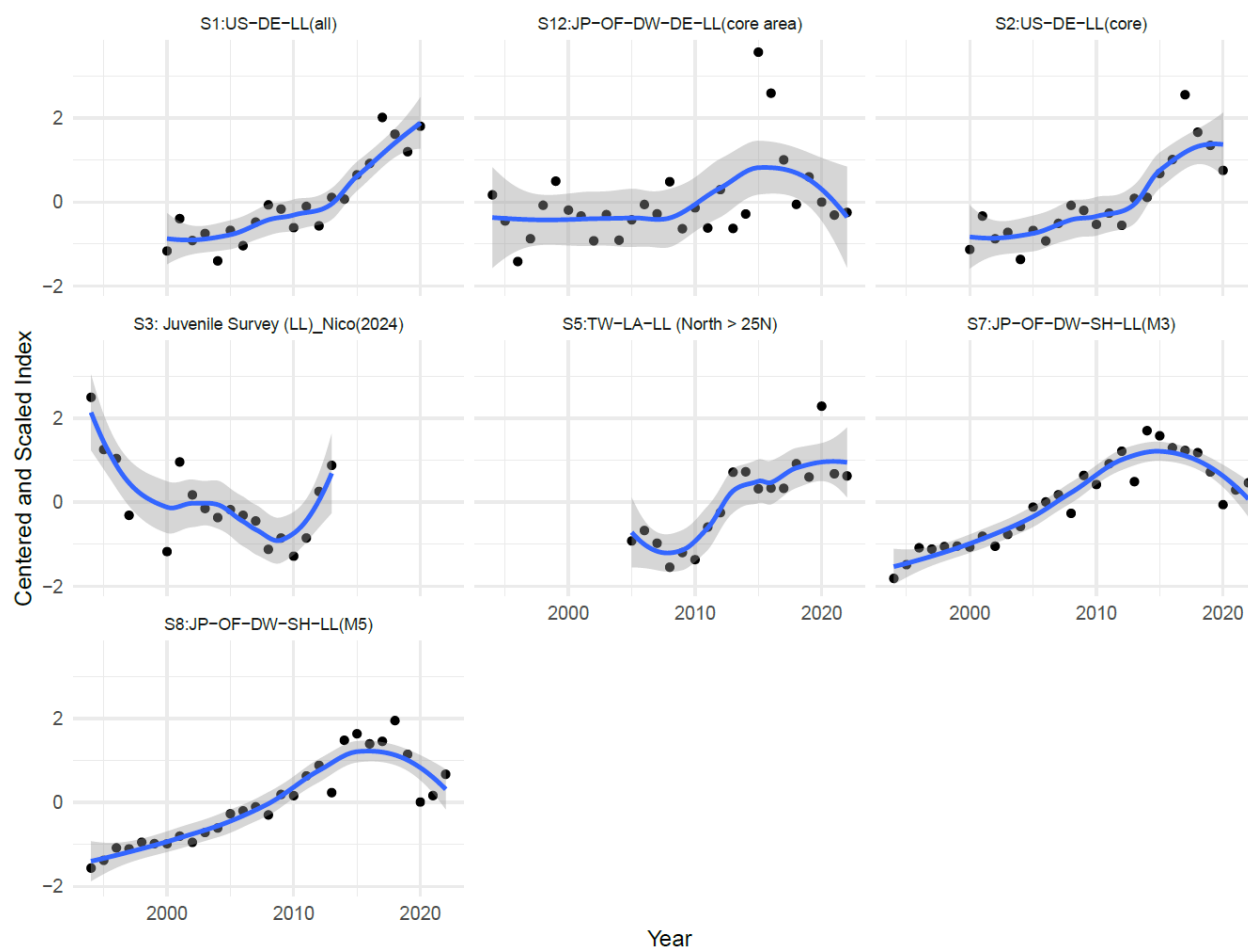 S1:US−DE−LL(all)
S12:JP−OF−DW−DE−LL(core area)
S2:US−DE−LL(core)
2
0
−2
S3: Juvenile Survey (LL)_Nico(2024)
S5:TW−LA−LL (North > 25N)
S7:JP−OF−DW−SH−LL(M3)
Centered and Scaled Index
2
0
−2
2000
2010
2020
2000
2010
2020
S8:JP−OF−DW−SH−LL(M5)
2
0
−2
2000
2010
2020
Year